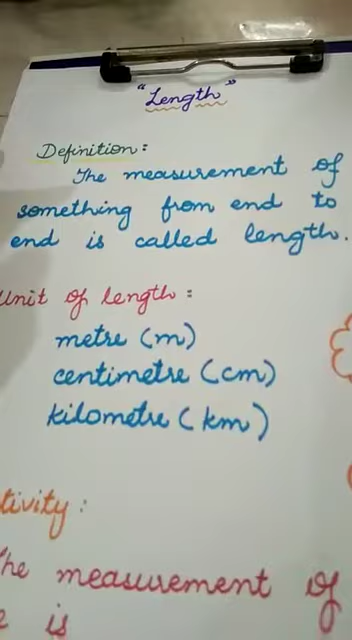 "Length"
Definition:
The measurement of
something from end to
end is called length.
Unit of length:
metre (m)
centimetre (cm)
kilometre (km)
tivity:
The measurement of
is